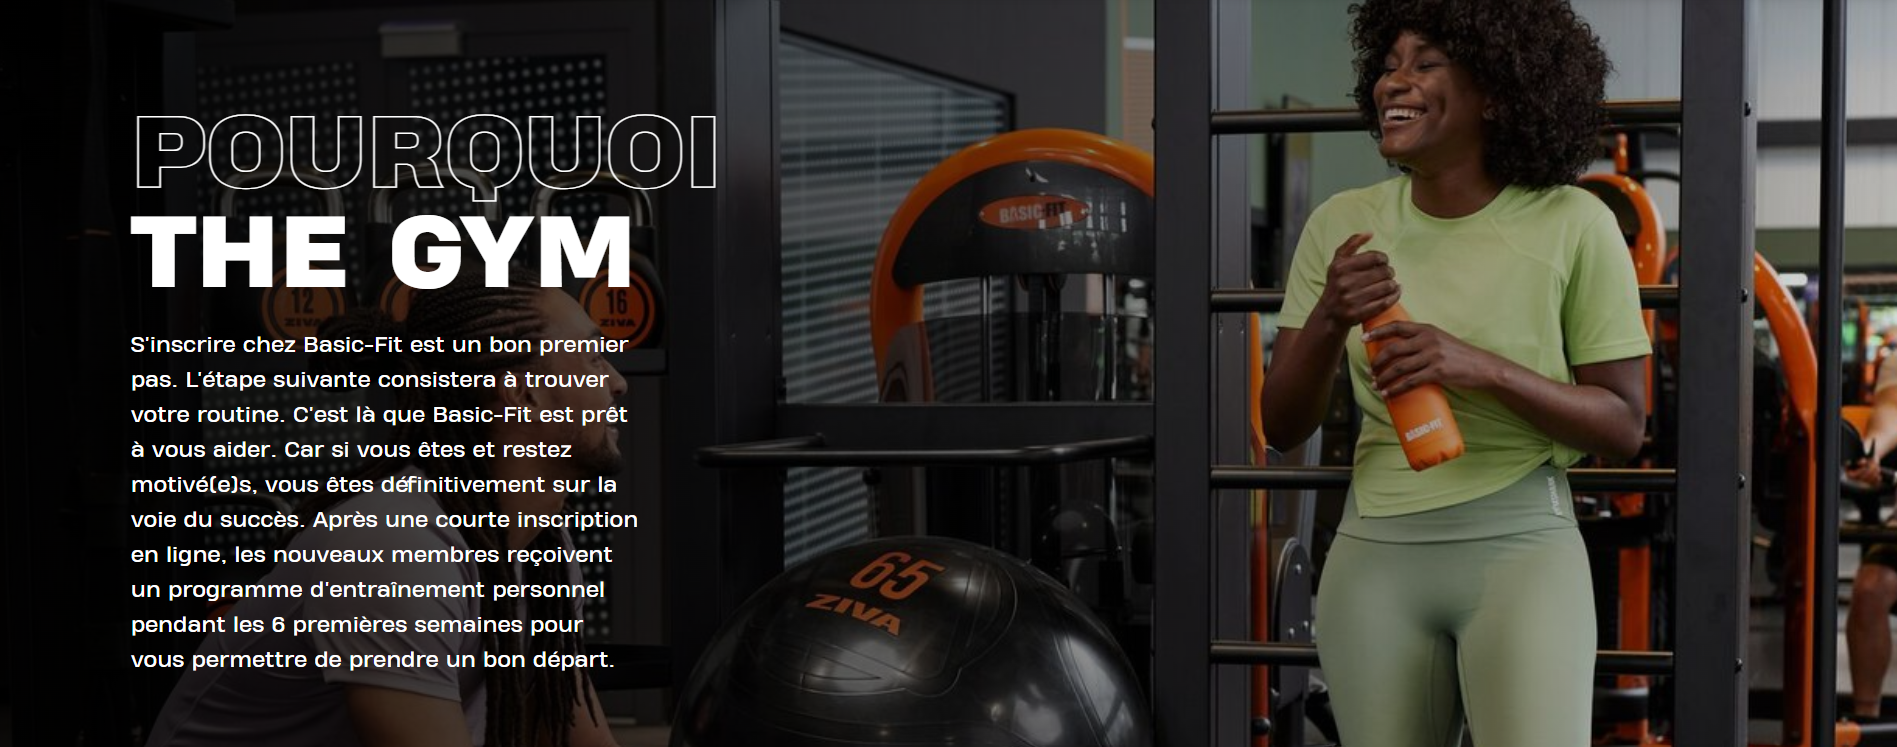 POURQUOI
THE GYM
S'inscrire chez Basic-Fit est un bon premier
pas. L'étape suivante consistera à trouver
votre routine. C'est là que Basic-Fit est prêt
à vous aider. Car si vous êtes et restez
motivé(e)s, vous êtes définitivement sur la
voie du succès. Après une courte inscription
en ligne, les nouveaux membres reçoivent
un programme d'entraînement personnel
pendant les 6 premières semaines pour
vous permettre de prendre un bon départ.
12
ZIVA
16
ZIVA
BASIC-FIT
BASIC-FIT
65
ZIVA